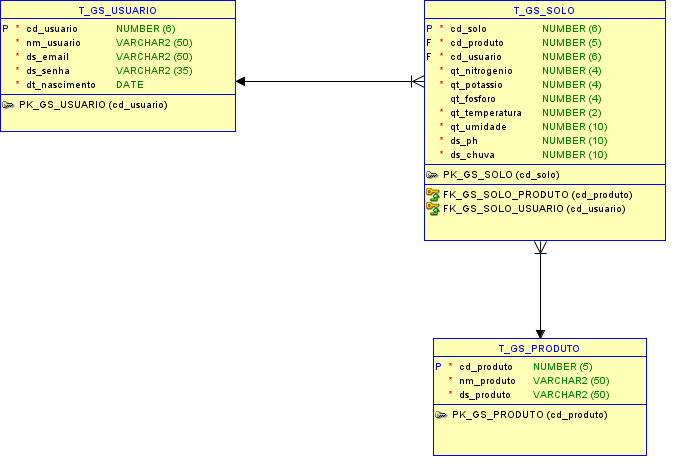 T_GS_USUARIO
P * cd_usuario NUMBER (6)
* nm_usuario VARCHAR2 (50)
* ds_email VARCHAR2 (50)
* ds_senha VARCHAR2 (35)
* dt_nascimento DATE
PK_GS_USUARIO (cd_usuario)
T_GS_SOLO
P * cd_solo NUMBER (6)
F * cd_produto NUMBER (5)
F * cd_usuario NUMBER (6)
* qt_nitrogenio NUMBER (4)
* qt_potassio NUMBER (4)
qt_fosforo NUMBER (4)
* qt_temperatura NUMBER (2)
* qt_umidade NUMBER (10)
* ds_ph NUMBER (10)
* ds_chuva NUMBER (10)
PK_GS_SOLO (cd_solo)
FK_GS_SOLO_PRODUTO (cd_produto)
FK_GS_SOLO_USUARIO (cd_usuario)
T_GS_PRODUTO
P * cd_produto NUMBER (5)
* nm_produto VARCHAR2 (50)
* ds_produto VARCHAR2 (50)
PK_GS_PRODUTO (cd_produto)